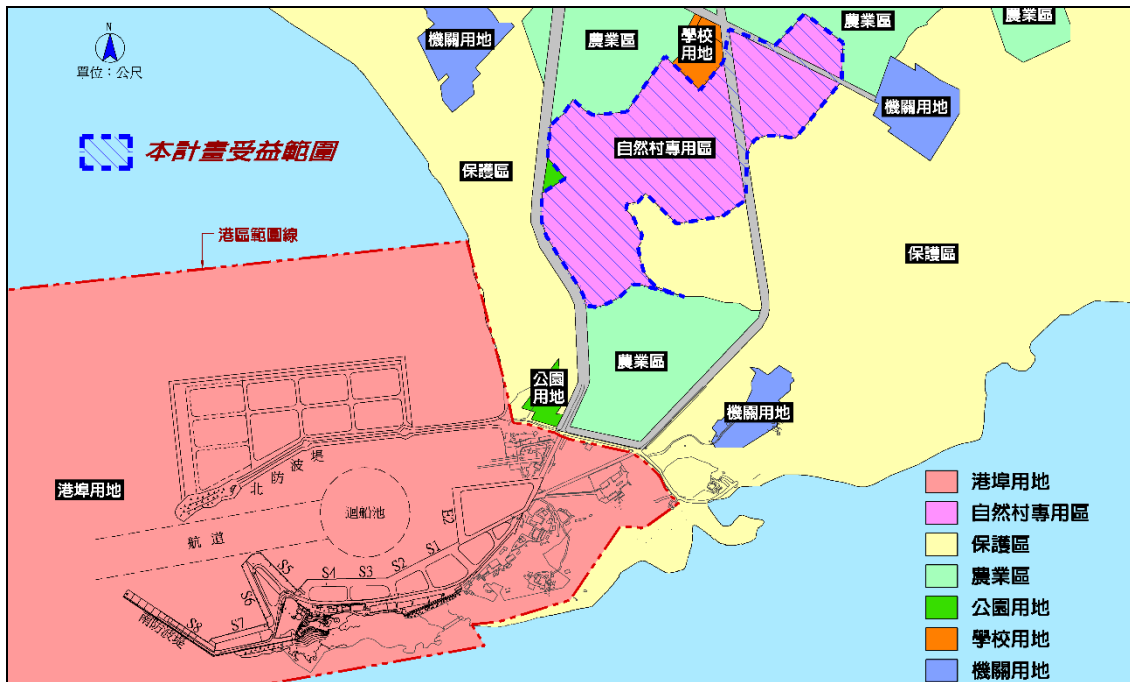 N
單位：公尺
本計畫受益範圍
機關用地
農業區
學校
用地
農業區
農業區
機關用地
自然村專用區
保護區
保護區
港區範圍線
農業區
公園
用地
機關用地
港埠用地
北防波堤
迴船池
航道
E2
S1
S2
S3
S4
S5
S6
S7
S8
南防波堤
港埠用地
自然村專用區
保護區
農業區
公園用地
學校用地
機關用地